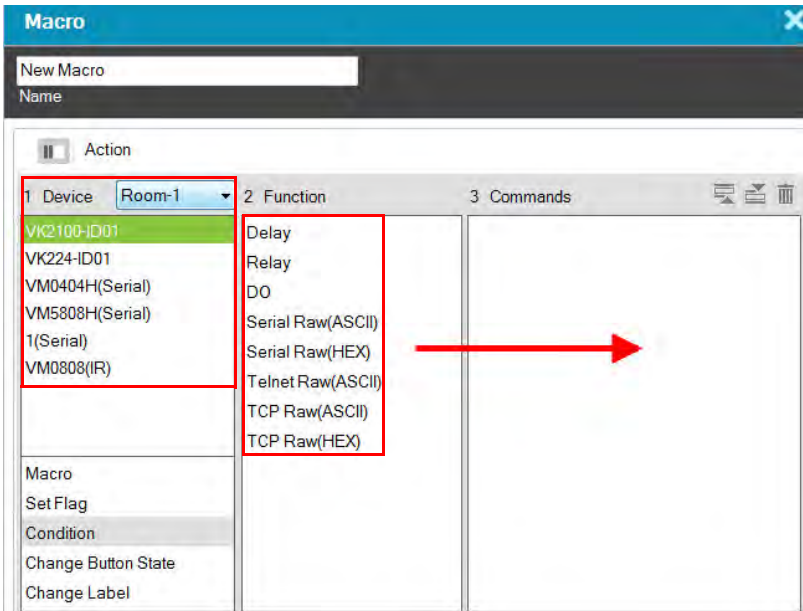 Macro
New Macro
Name
Action
1 Device Room-1
2 Function
3 Commands
VK2100-ID01
VK224-ID01
VM0404H(Serial)
VM5808H(Serial)
1(Serial)
VM0808(IR)
Macro
Set Flag
Condition
Change Button State
Change Label
Delay
Relay
DO
Serial Raw(ASCII)
Serial Raw(HEX)
Telnet Raw(ASCII)
TCP Raw(ASCII)
TCP Raw(HEX)